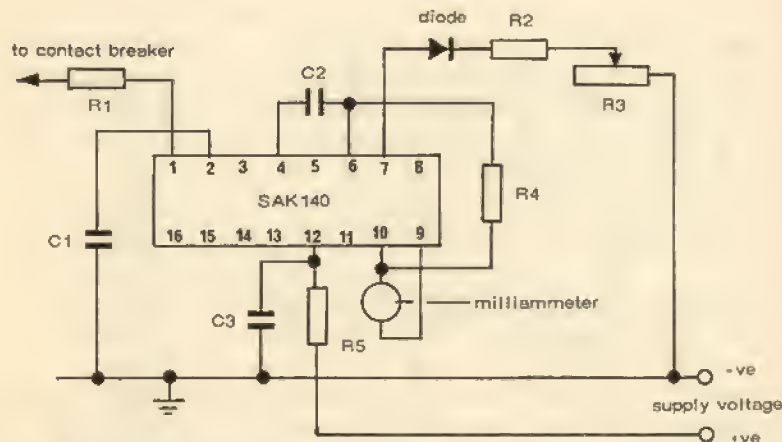 diode
to contact breaker
R2
C2
R1
R3
1 2 3 4 5 6 7 8
SAK140
R4
16 15 14 13 12 11 10 9
C1
milliammeter
C3
R5
-ve
supply voltage
+ve